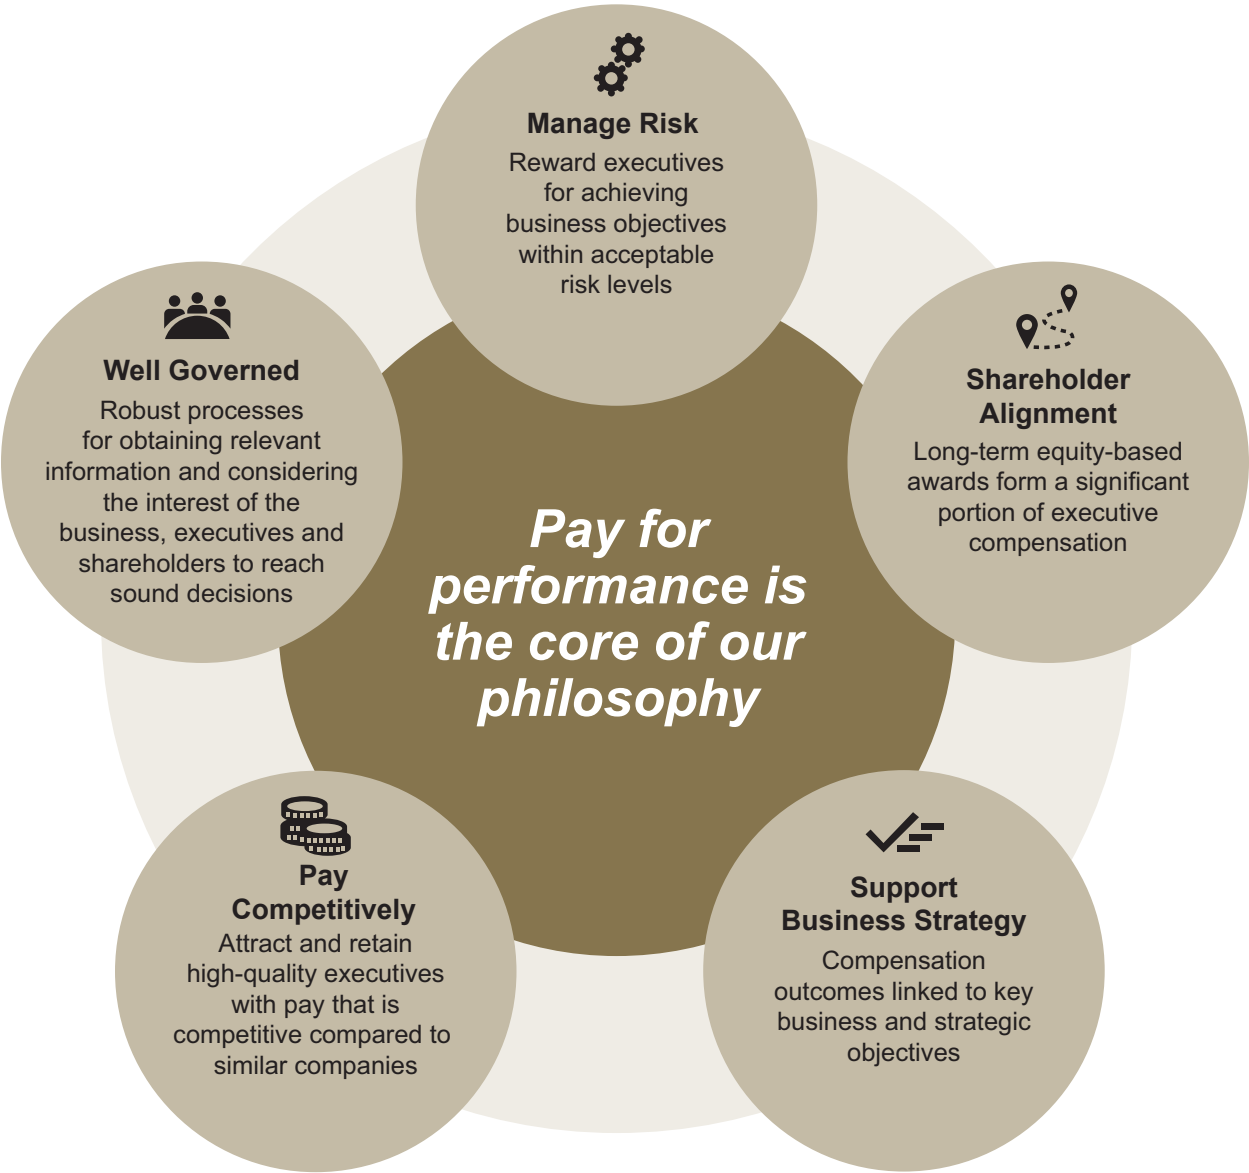 Manage Risk
Reward executives
for achieving
business objectives
within acceptable
risk levels
Well Governed
Robust processes
for obtaining relevant
information and considering
the interest of the
business, executives and
shareholders to reach
sound decisions
Shareholder
Alignment
Long-term equity-based
awards form a significant
portion of executive
compensation
Pay for
performance is
the core of our
philosophy
Pay
Competitively
Attract and retain
high-quality executives
with pay that is
competitive compared to
similar companies
Support
Business Strategy
Compensation
outcomes linked to key
business and strategic
objectives